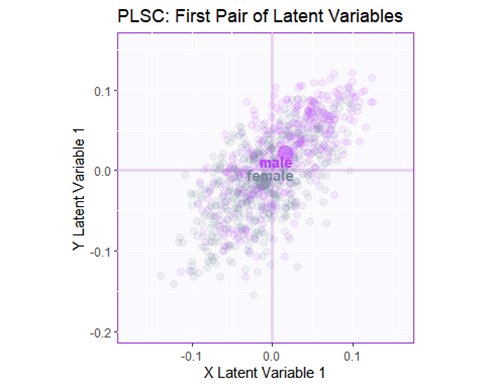 PLSC: First Pair of Latent Variables
0.1
0.0
-0.1
-0.2
Y Latent Variable 1
male
female
-0.1
0.0
0.1
X Latent Variable 1